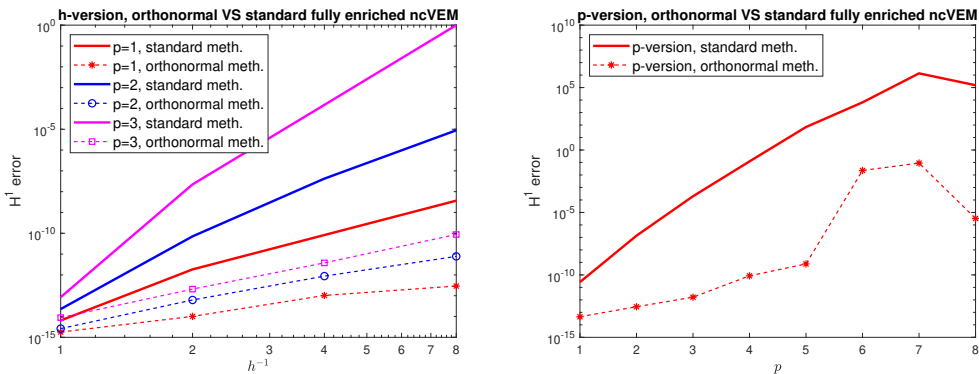 h-version, orthonormal VS standard fully enriched ncVEM
10^0
10^-5
10^-10
10^-15
H^1 error
p=1, standard meth.
p=1, orthonormal meth.
p=2, standard meth.
p=2, orthonormal meth.
p=3, standard meth.
p=3, orthonormal meth.
1 2 3 4 5 6 7 8
h^-1
p-version, orthonormal VS standard fully enriched ncVEM
10^10
10^5
10^0
10^-5
10^-10
10^-15
H^1 error
p-version, standard meth.
p-version, orthonormal meth.
1 2 3 4 5 6 7 8
p